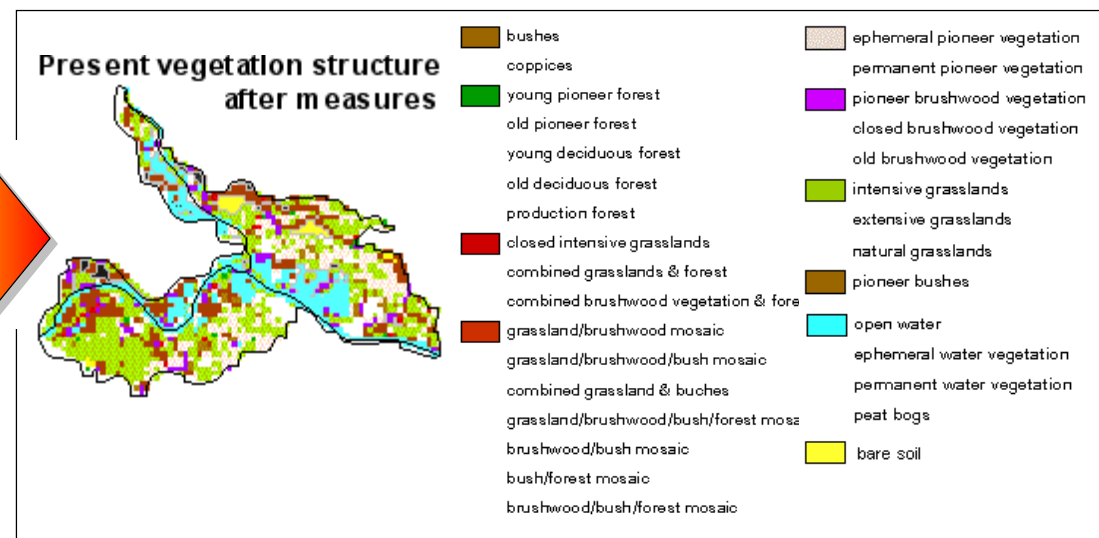 Present vegetation structure
after measures
bushes
coppices
young pioneer forest
old pioneer forest
young deciduous forest
old deciduous forest
production forest
closed intensive grasslands
combined grasslands & forest
combined brushwood vegetation & fore
grassland/brushwood mosaic
grassland/brushwood/bush mosaic
combined grassland & buches
grassland/brushwood/bush/forest mosa
brushwood/bush mosaic
bush/forest mosaic
brushwood/bush/forest mosaic
ephemeral pioneer vegetation
permanent pioneer vegetation
pioneer brushwood vegetation
closed brushwood vegetation
old brushwood vegetation
intensive grasslands
extensive grasslands
natural grasslands
pioneer bushes
open water
ephemeral water vegetation
permanent water vegetation
peat bogs
bare soil